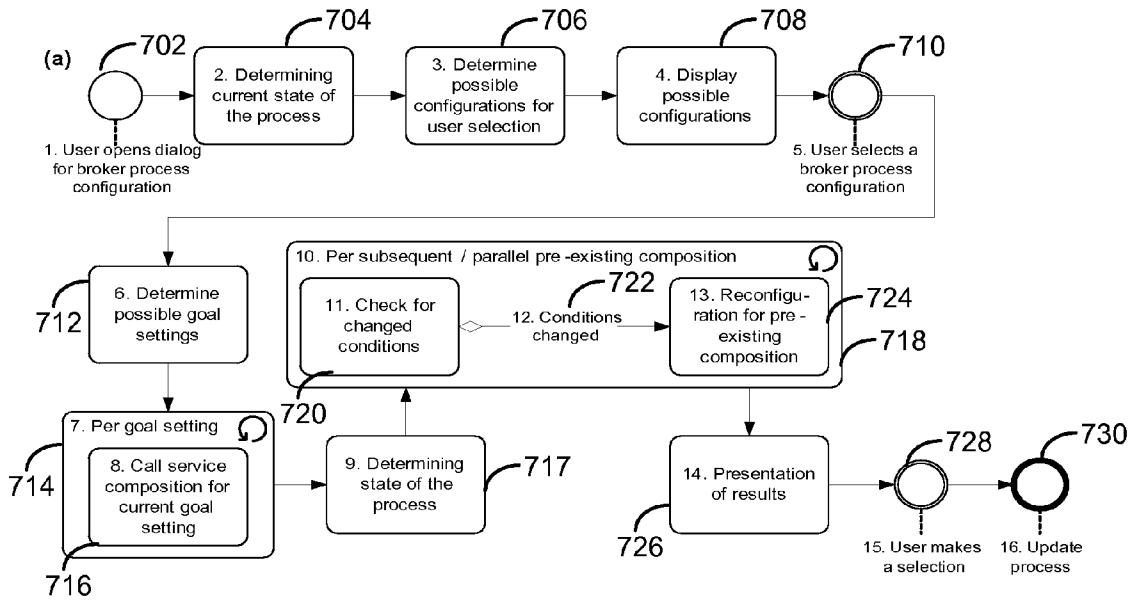 (a)
702
704
706
708
710
2. Determining
current state of
the process
3. Determine
possible
configurations for
user selection
4. Display
possible
configurations
1. User opens dialog
for broker process
configuration
5. User selects a
broker process
configuration
712
6. Determine
possible goal
settings
10. Per subsequent / parallel pre -existing composition
11. Check for
changed
conditions
722
12. Conditions
changed
13. Reconfigu-
ration for pre -
existing
composition
724
718
720
7. Per goal setting
714
8. Call service
composition for
current goal
setting
716
9. Determining
state of the
process
717
14. Presentation
of results
726
728
730
15. User makes
a selection
16. Update
process